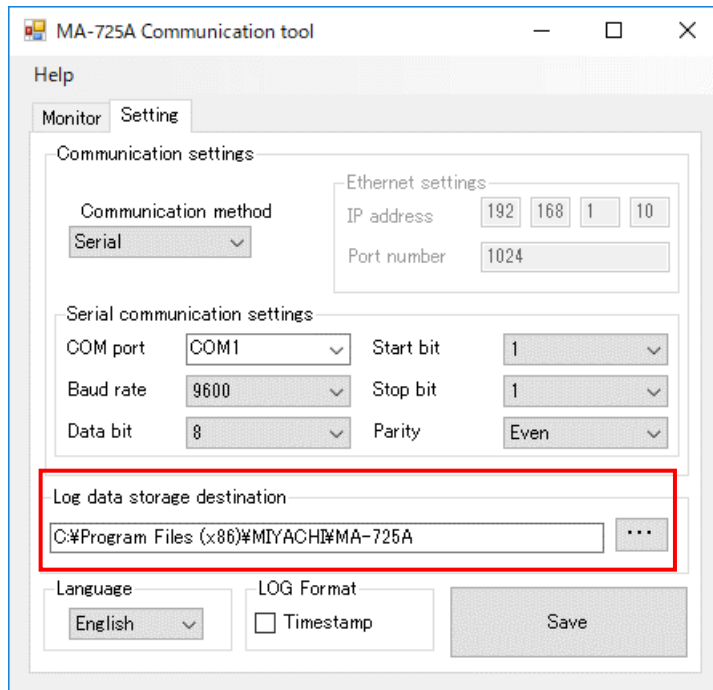 MA-725A Communication tool
Help
Monitor Setting
Communication settings
Communication method
Serial
Ethernet settings
IP address 192 168 1 10
Port number 1024
Serial communication settings
COM port COM1 Start bit 1
Baud rate 9600 Stop bit 1
Data bit 8 Parity Even
Log data storage destination
C:¥Program Files (x86)¥MIYACHI¥MA-725A ...
Language LOG Format
English Timestamp Save